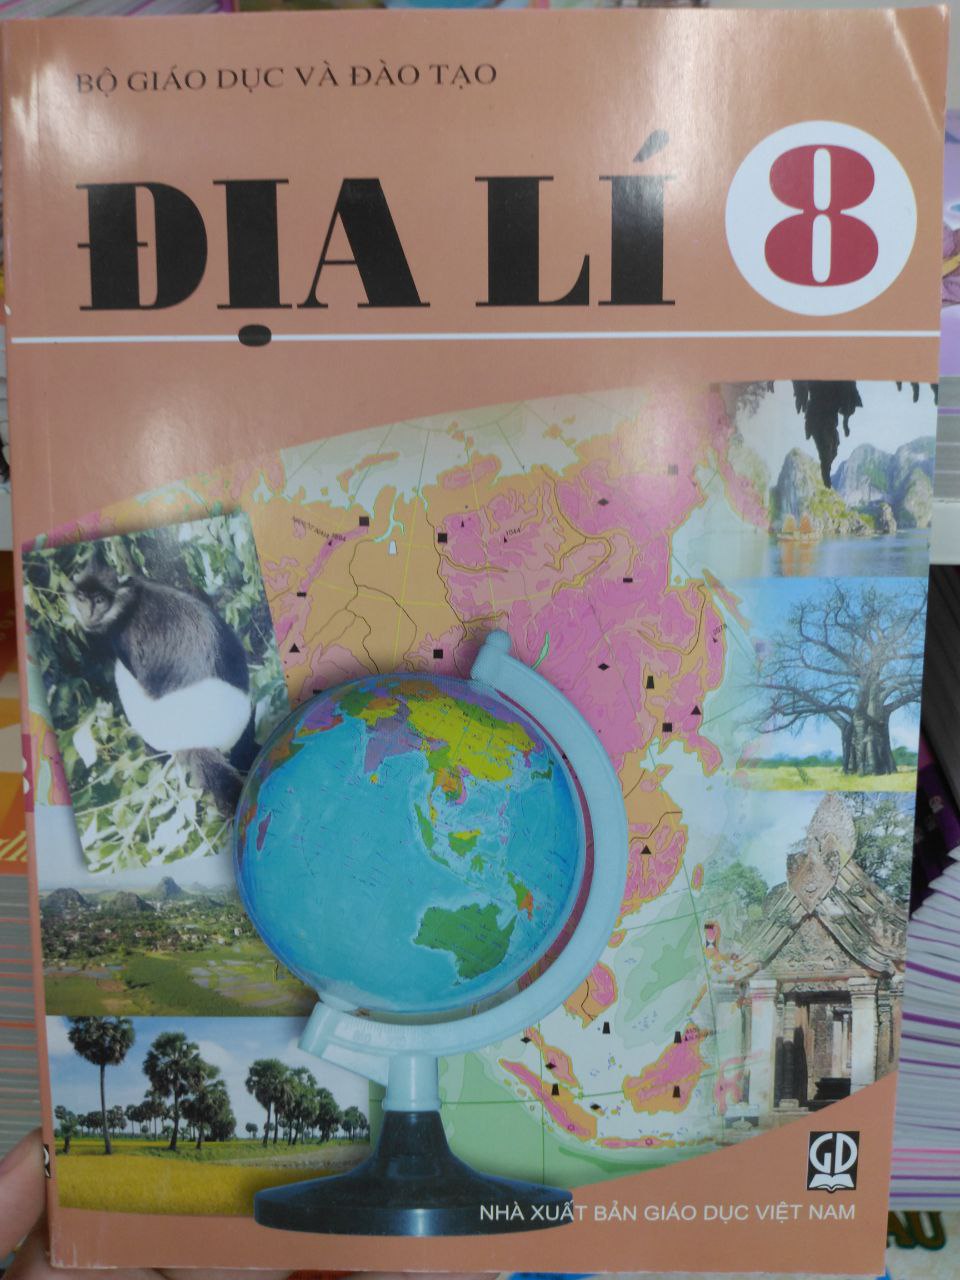 BỘ GIÁO DỤC VÀ ĐÀO TẠO
ĐỊA LÍ 8
GD
NHÀ XUẤT BẢN GIÁO DỤC VIỆT NAM